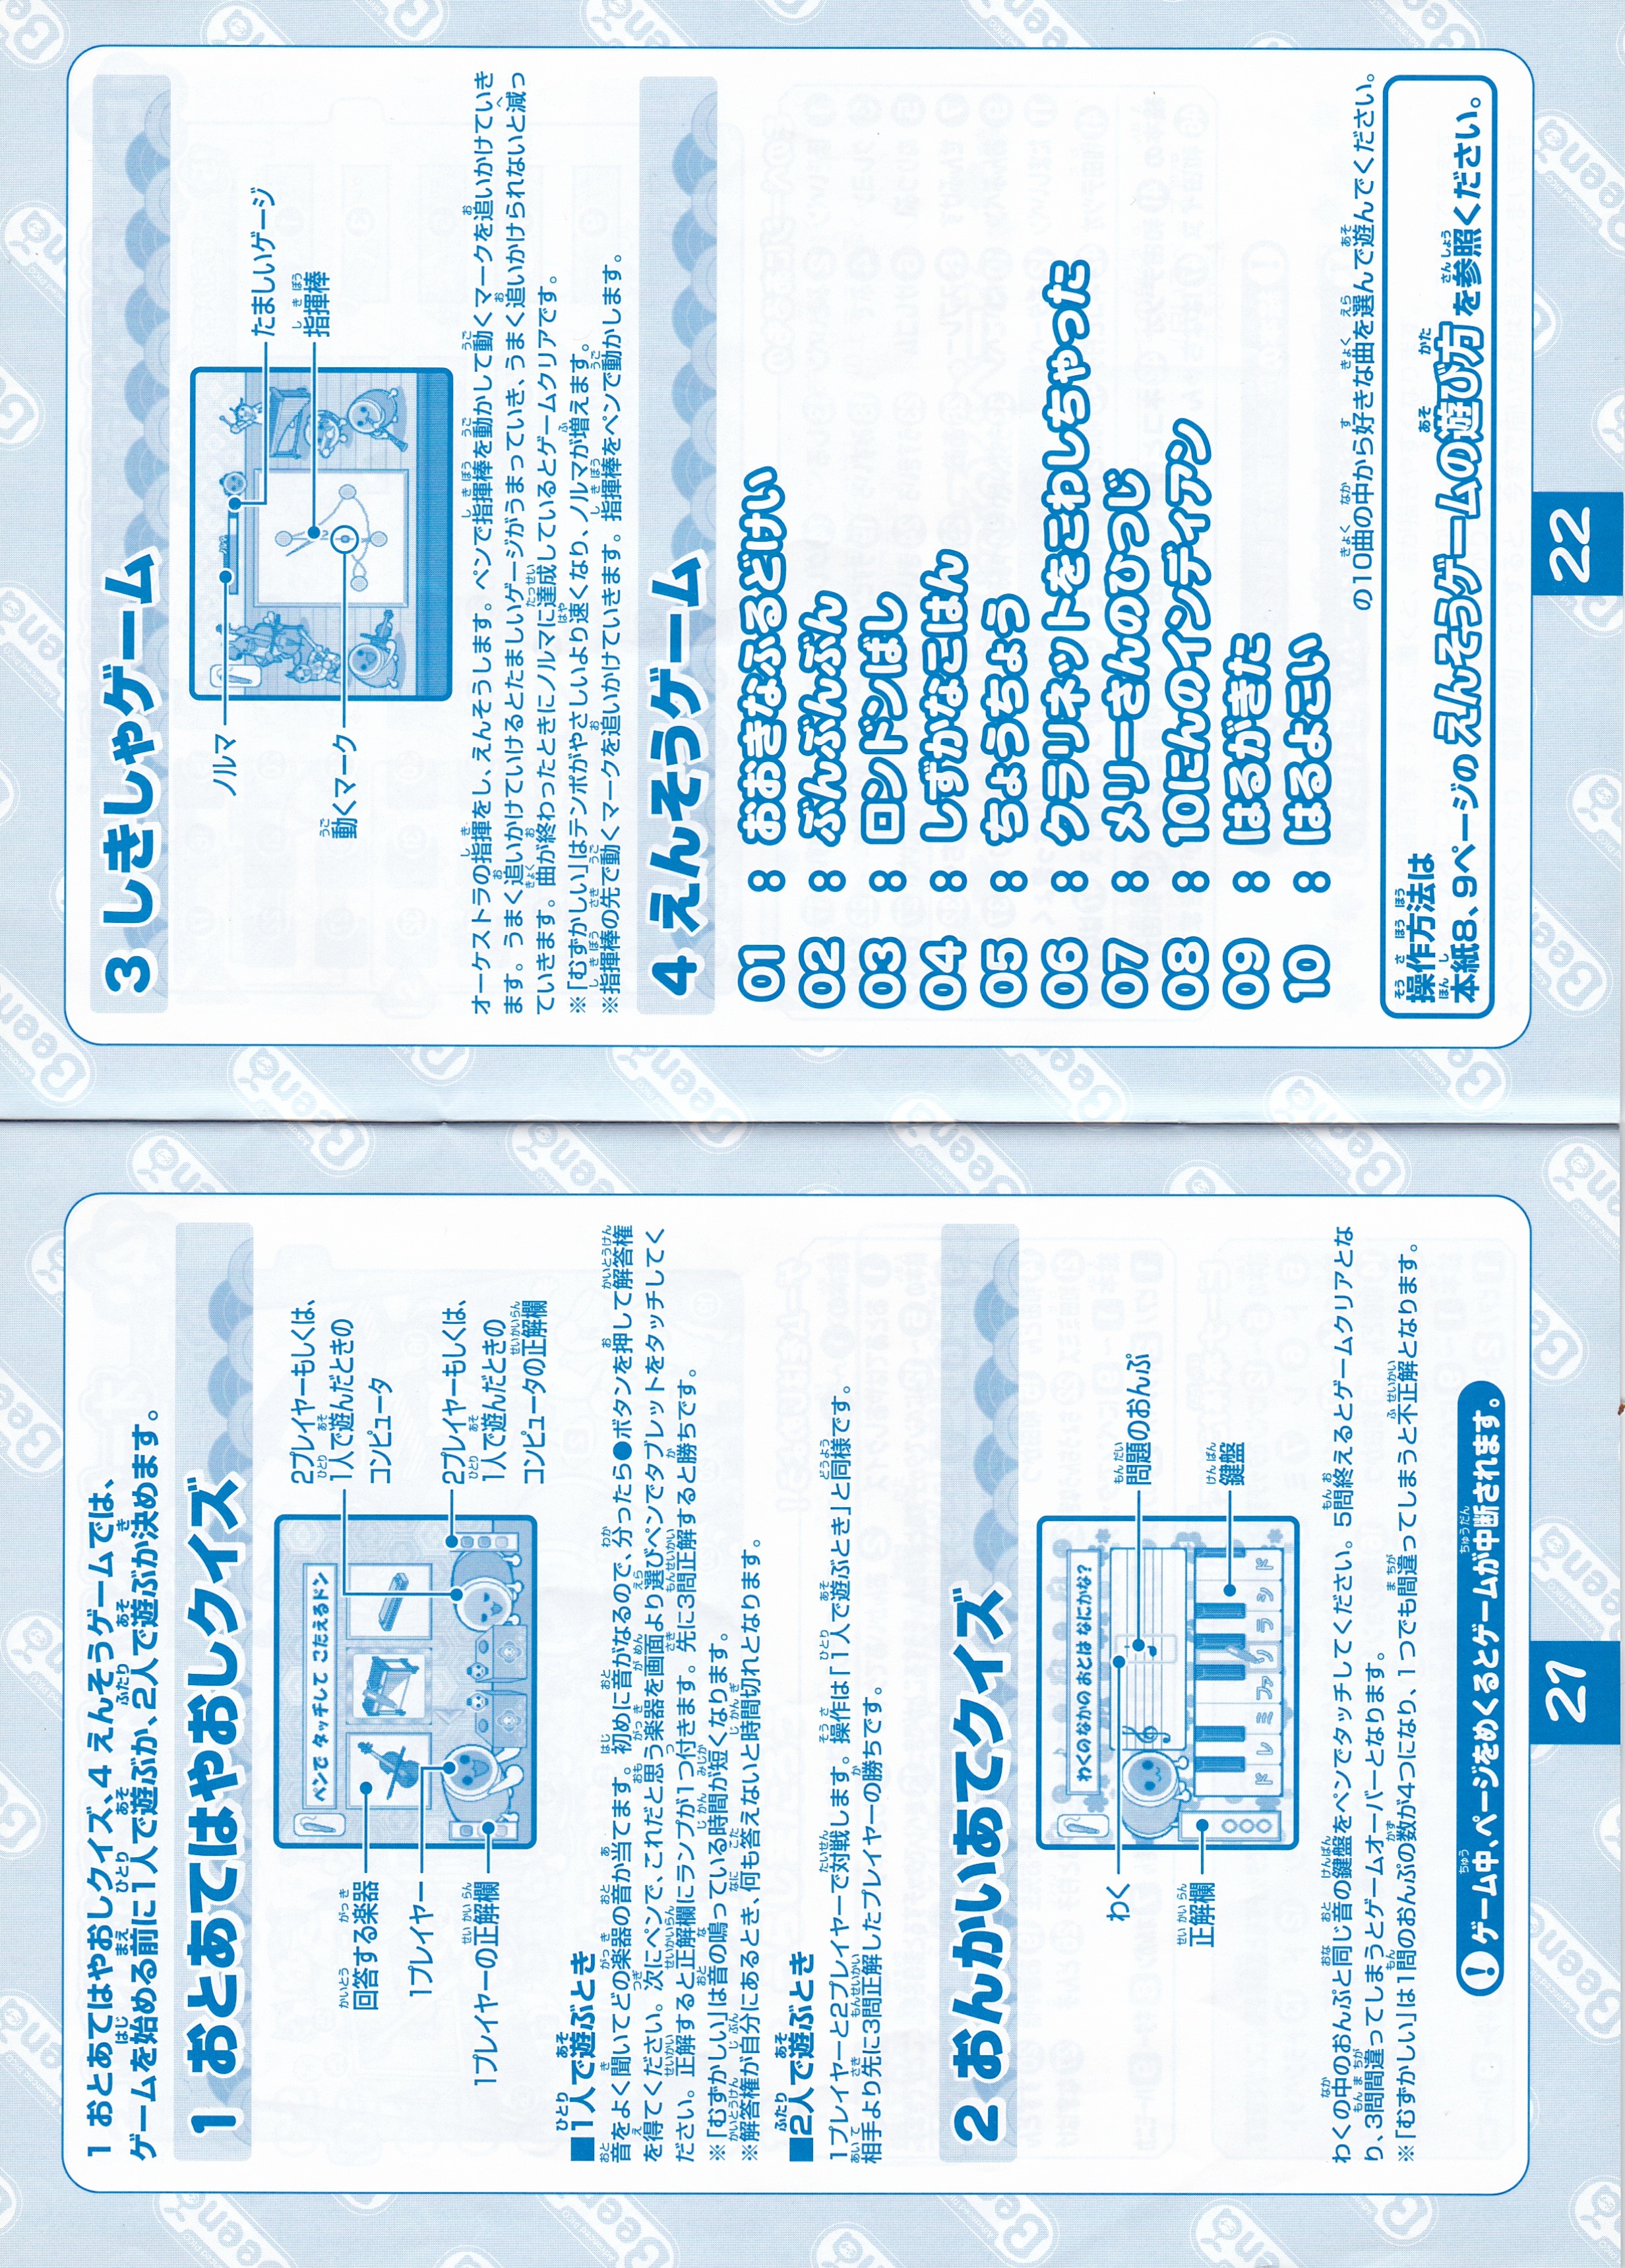 1 おとあてはやおしクイズ、4 えんそうゲームでは、
ゲームを始める前に1人で遊ぶか、2人で遊ぶか決めます。
1 おとあてはやおしクイズ
ペンで タッチして こたえるドン
回答する楽器
1プレイヤー
1プレイヤーの正解欄
2プレイヤーもしくは、
1人で遊んだときの
コンピュータ
2プレイヤーもしくは、
1人で遊んだときの
コンピュータの正解欄
■1人で遊ぶとき
音をよく聞いてどの楽器の音か当てます。初めに音がなるので、分ったら●ボタンを押して解答権
を得てください。次にペンで、これだと思う楽器を画面より選びペンでタブレットをタッチしてく
ださい。正解すると正解欄にランプが1つ付きます。先に3問正解すると勝ちです。
※「むずかしい」は音の鳴っている時間が短くなります。
※解答権が自分にあるとき、何も答えないと時間切れとなります。
■2人で遊ぶとき
1プレイヤーと2プレイヤーで対戦します。操作は「1人で遊ぶとき」と同様です。
相手より先に3問正解したプレイヤーの勝ちです。
2 おんかいあてクイズ
わくのなかの おとは なにかな?
わく
問題のおんぷ
正解欄
鍵盤
ド レ ミ ファ ソ ラ シ ド
わくの中のおんぷと同じ音の鍵盤をペンでタッチしてください。5問終えるとゲームクリアとな
り、3問間違ってしまうとゲームオーバーとなります。
※「むずかしい」は1問のおんぷの数が4つになり、1つでも間違ってしまうと不正解となります。
! ゲーム中、ページをめくるとゲームが中断されます。
21
3 しきしゃゲーム
ノルマ
たましいゲージ
指揮棒
動くマーク
オーケストラの指揮をし、えんそうします。ペンで指揮棒を動かして動くマークを追いかけていき
ます。うまく追いかけていけるとたましいゲージがうまっていき、うまく追いかけられないと減っ
ていきます。曲が終わったときにノルマに達成しているとゲームクリアです。
※「むずかしい」はテンポがやさしいより速くなり、ノルマが増えます。
※指揮棒の先で動くマークを追いかけていきます。指揮棒をペンで動かします。
4 えんそうゲーム
01 : おおきなふるどけい
02 : ぶんぶんぶん
03 : ロンドンばし
04 : しずかなこはん
05 : ちょうちょう
06 : クラリネットをこわしちゃった
07 : メリーさんのひつじ
08 : 10にんのインディアン
09 : はるがきた
10 : はるよこい
の10曲の中から好きな曲を選んで遊んでください。
操作方法は
本紙8、9ページの えんそうゲームの遊び方 を参照ください。
22